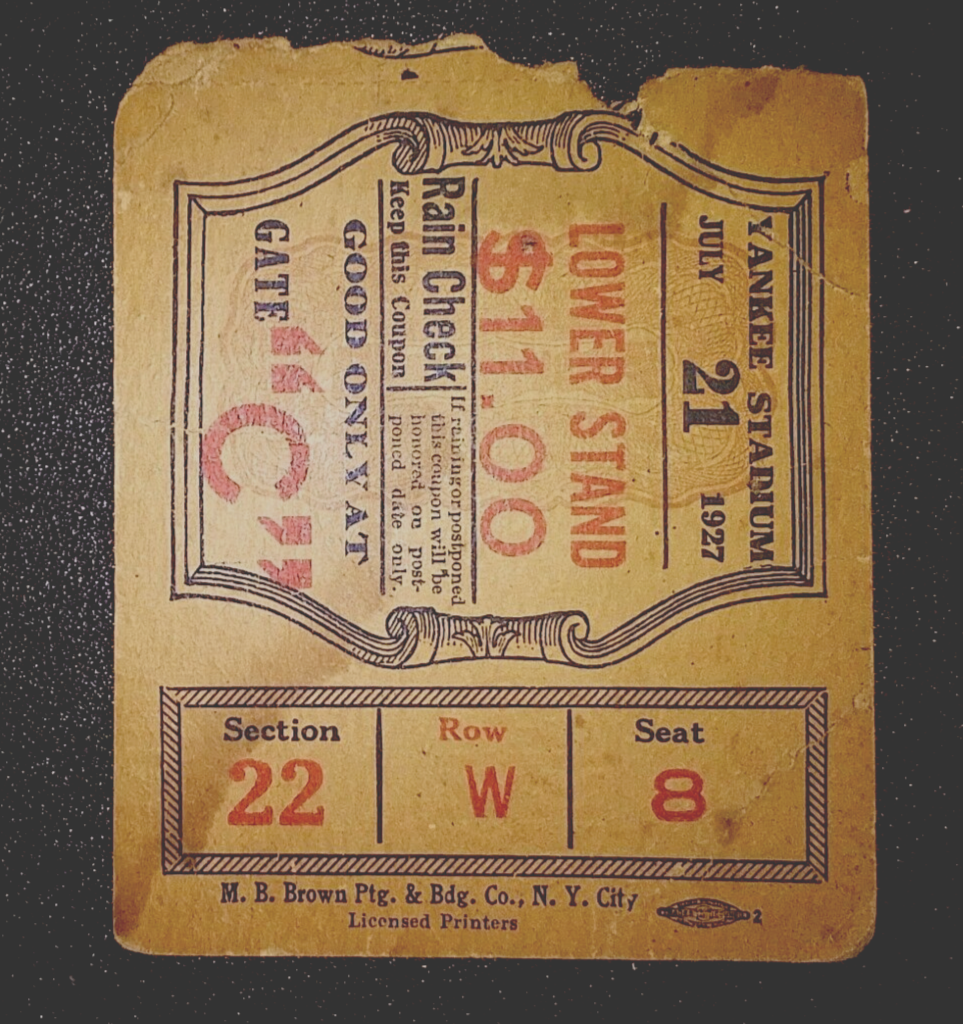 YANKEE STADIUM
JULY 21 1927
LOWER STAND
$11.00
Rain Check
Keep this Coupon
If raining or postponed
this coupon will be
honored on post-
poned date only.
GOOD ONLY AT
GATE "C"
Section Row Seat
22 W 8
M. B. Brown Ptg. & Bdg. Co., N. Y. City
Licensed Printers
2